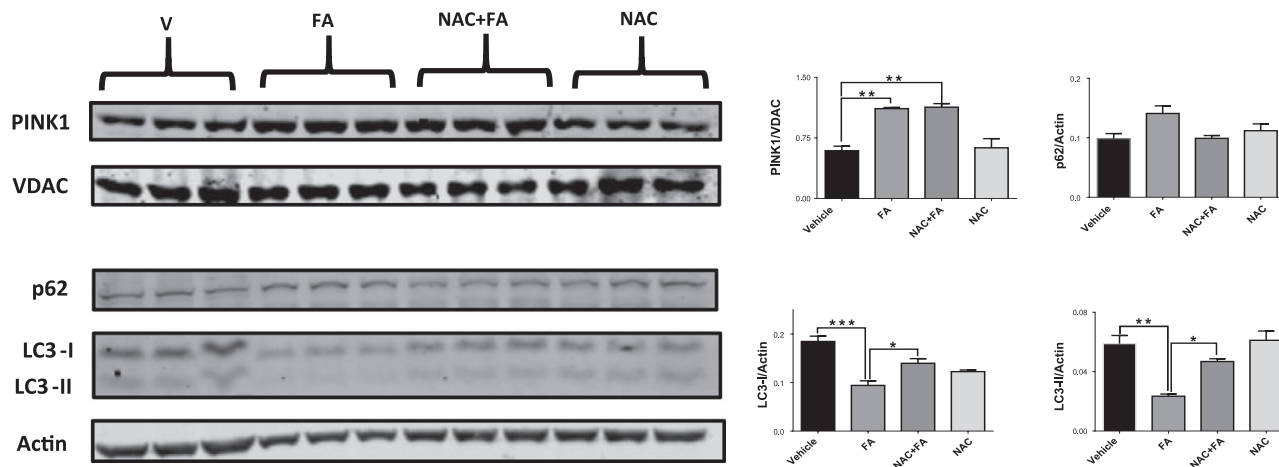 V FA NAC+FA NAC
PINK1
VDAC
p62
LC3-I
LC3-II
Actin
PINK1/VDAC
1.50
0.75
0.00
** **
Vehicle FA NAC+FA NAC
p62/Actin
0.2
0.1
0.0
Vehicle FA NAC+FA NAC
LC3-I/Actin
0.2
0.1
0.0
*** *
Vehicle FA NAC+FA NAC
LC3-II/Actin
0.08
0.04
0.00
** *
Vehicle FA NAC+FA NAC